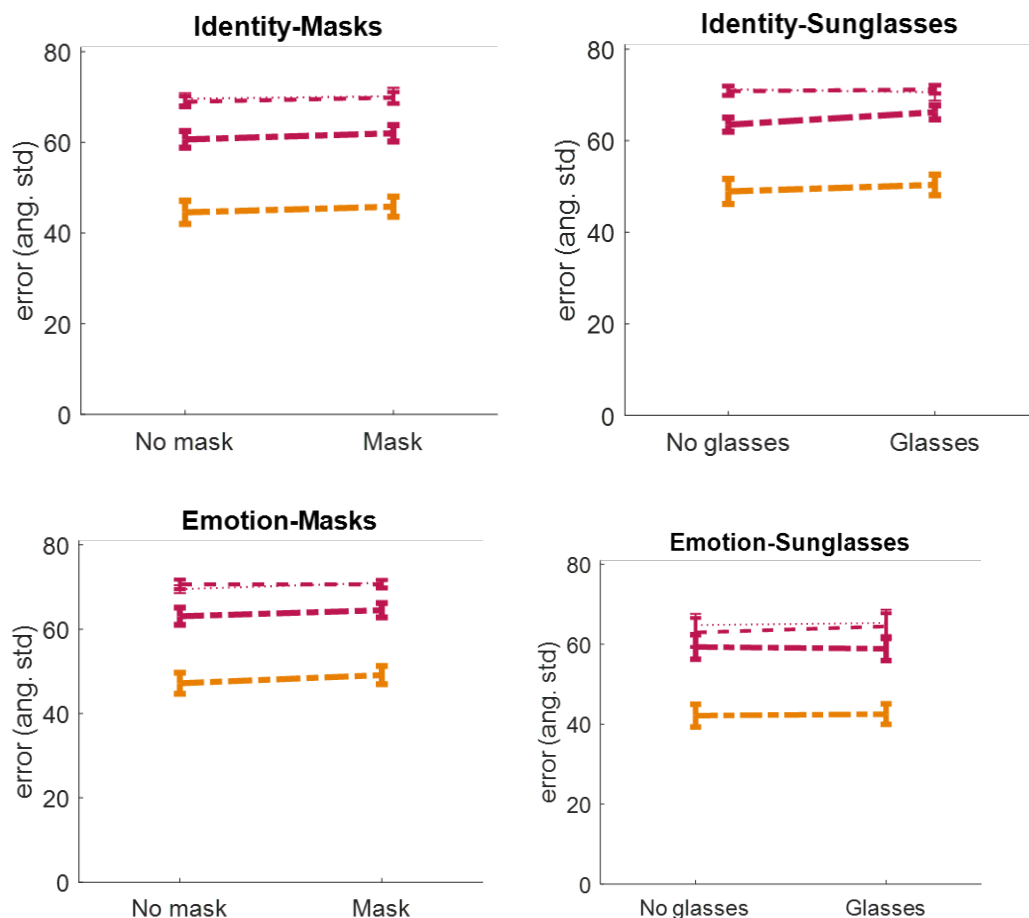 Identity-Masks
80
60
40
20
0
error (ang. std)
No mask
Mask
Identity-Sunglasses
80
60
40
20
0
error (ang. std)
No glasses
Glasses
Emotion-Masks
80
60
40
20
0
error (ang. std)
No mask
Mask
Emotion-Sunglasses
80
60
40
20
0
error (ang. std)
No glasses
Glasses